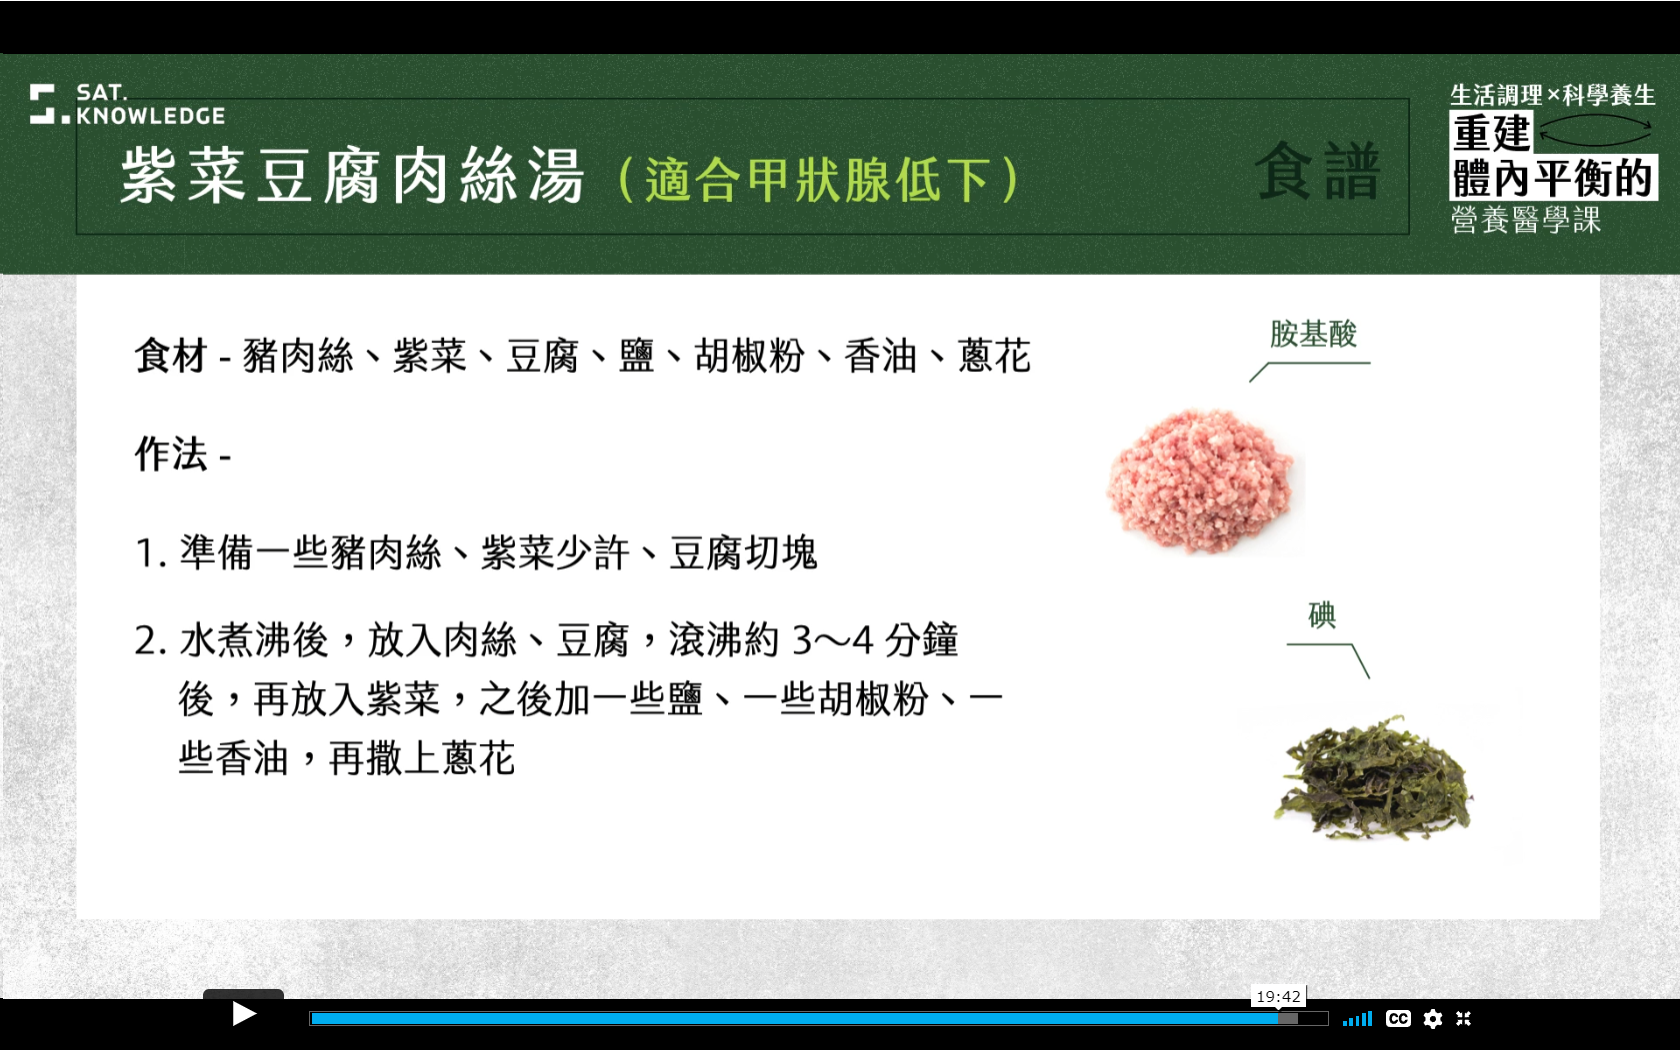 SAT.
KNOWLEDGE
紫菜豆腐肉絲湯（適合甲狀腺低下）
食譜
生活調理×科學養生
重建
體內平衡的
營養醫學課
食材 - 豬肉絲、紫菜、豆腐、鹽、胡椒粉、香油、蔥花
作法 -
1. 準備一些豬肉絲、紫菜少許、豆腐切塊
2. 水煮沸後，放入肉絲、豆腐，滾沸約 3～4 分鐘
後，再放入紫菜，之後加一些鹽、一些胡椒粉、一
些香油，再撒上蔥花
胺基酸
碘
19:42
CC